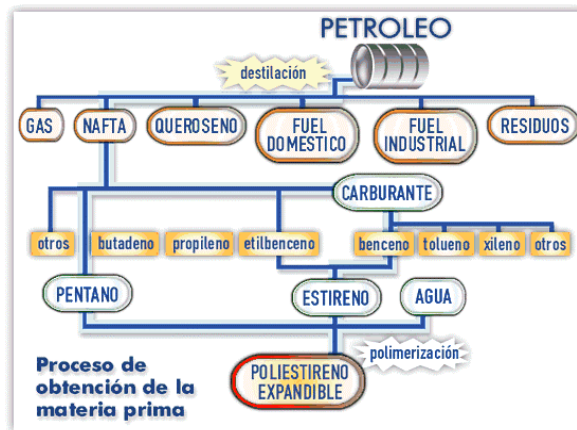 PETROLEO
destilación
GAS
NAFTA
QUEROSENO
FUEL
DOMESTICO
FUEL
INDUSTRIAL
RESIDUOS
CARBURANTE
otros
butadeno
propileno
etilbenceno
benceno
tolueno
xileno
otros
PENTANO
ESTIRENO
AGUA
polimerización
Proceso de
obtención de la
materia prima
POLIESTIRENO
EXPANDIBLE